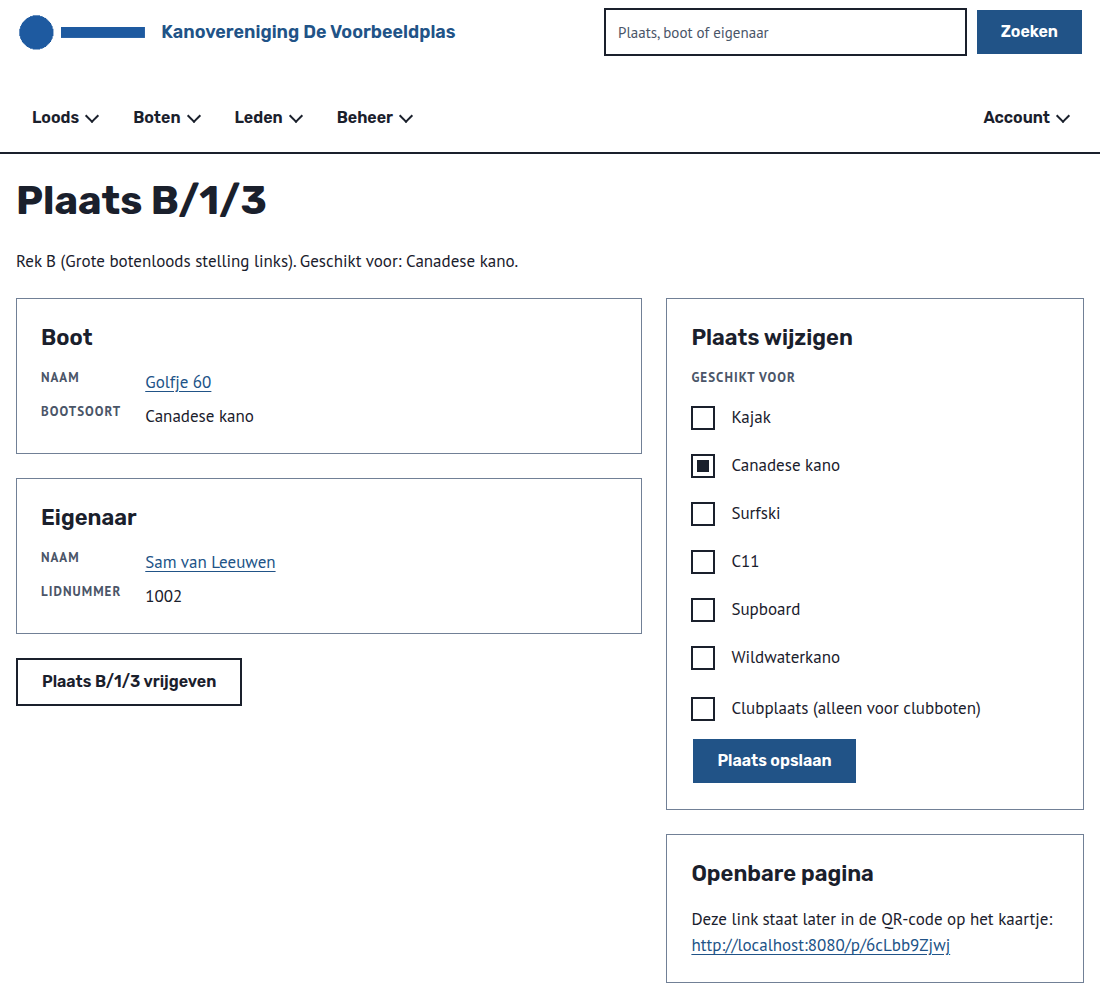 Kanovereniging De Voorbeeldplas
Plaats, boot of eigenaar
Zoeken
Loods
Boten
Leden
Beheer
Account
Plaats B/1/3
Rek B (Grote botenloods stelling links). Geschikt voor: Canadese kano.
Boot
NAAM
Golfje 60
BOOTSOORT
Canadese kano
Eigenaar
NAAM
Sam van Leeuwen
LIDNUMMER
1002
Plaats B/1/3 vrijgeven
Plaats wijzigen
GESCHIKT VOOR
Kajak
Canadese kano
Surfski
C11
Supboard
Wildwaterkano
Clubplaats (alleen voor clubboten)
Plaats opslaan
Openbare pagina
Deze link staat later in de QR-code op het kaartje:
http://localhost:8080/p/6cLbb9Zjwj